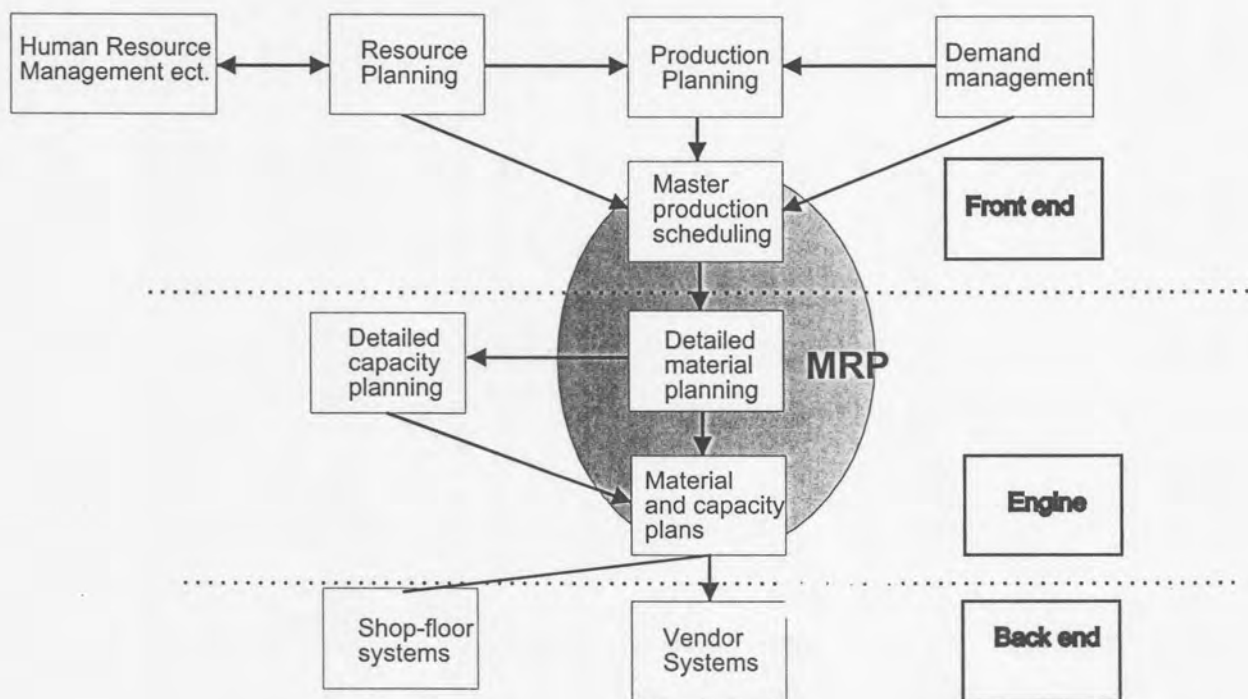 Human Resource
Management ect.
Resource
Planning
Production
Planning
Demand
management
Master
production
scheduling
Front end
Detailed
capacity
planning
Detailed
material
planning
MRP
Material
and capacity
plans
Engine
Shop-floor
systems
Vendor
Systems
Back end